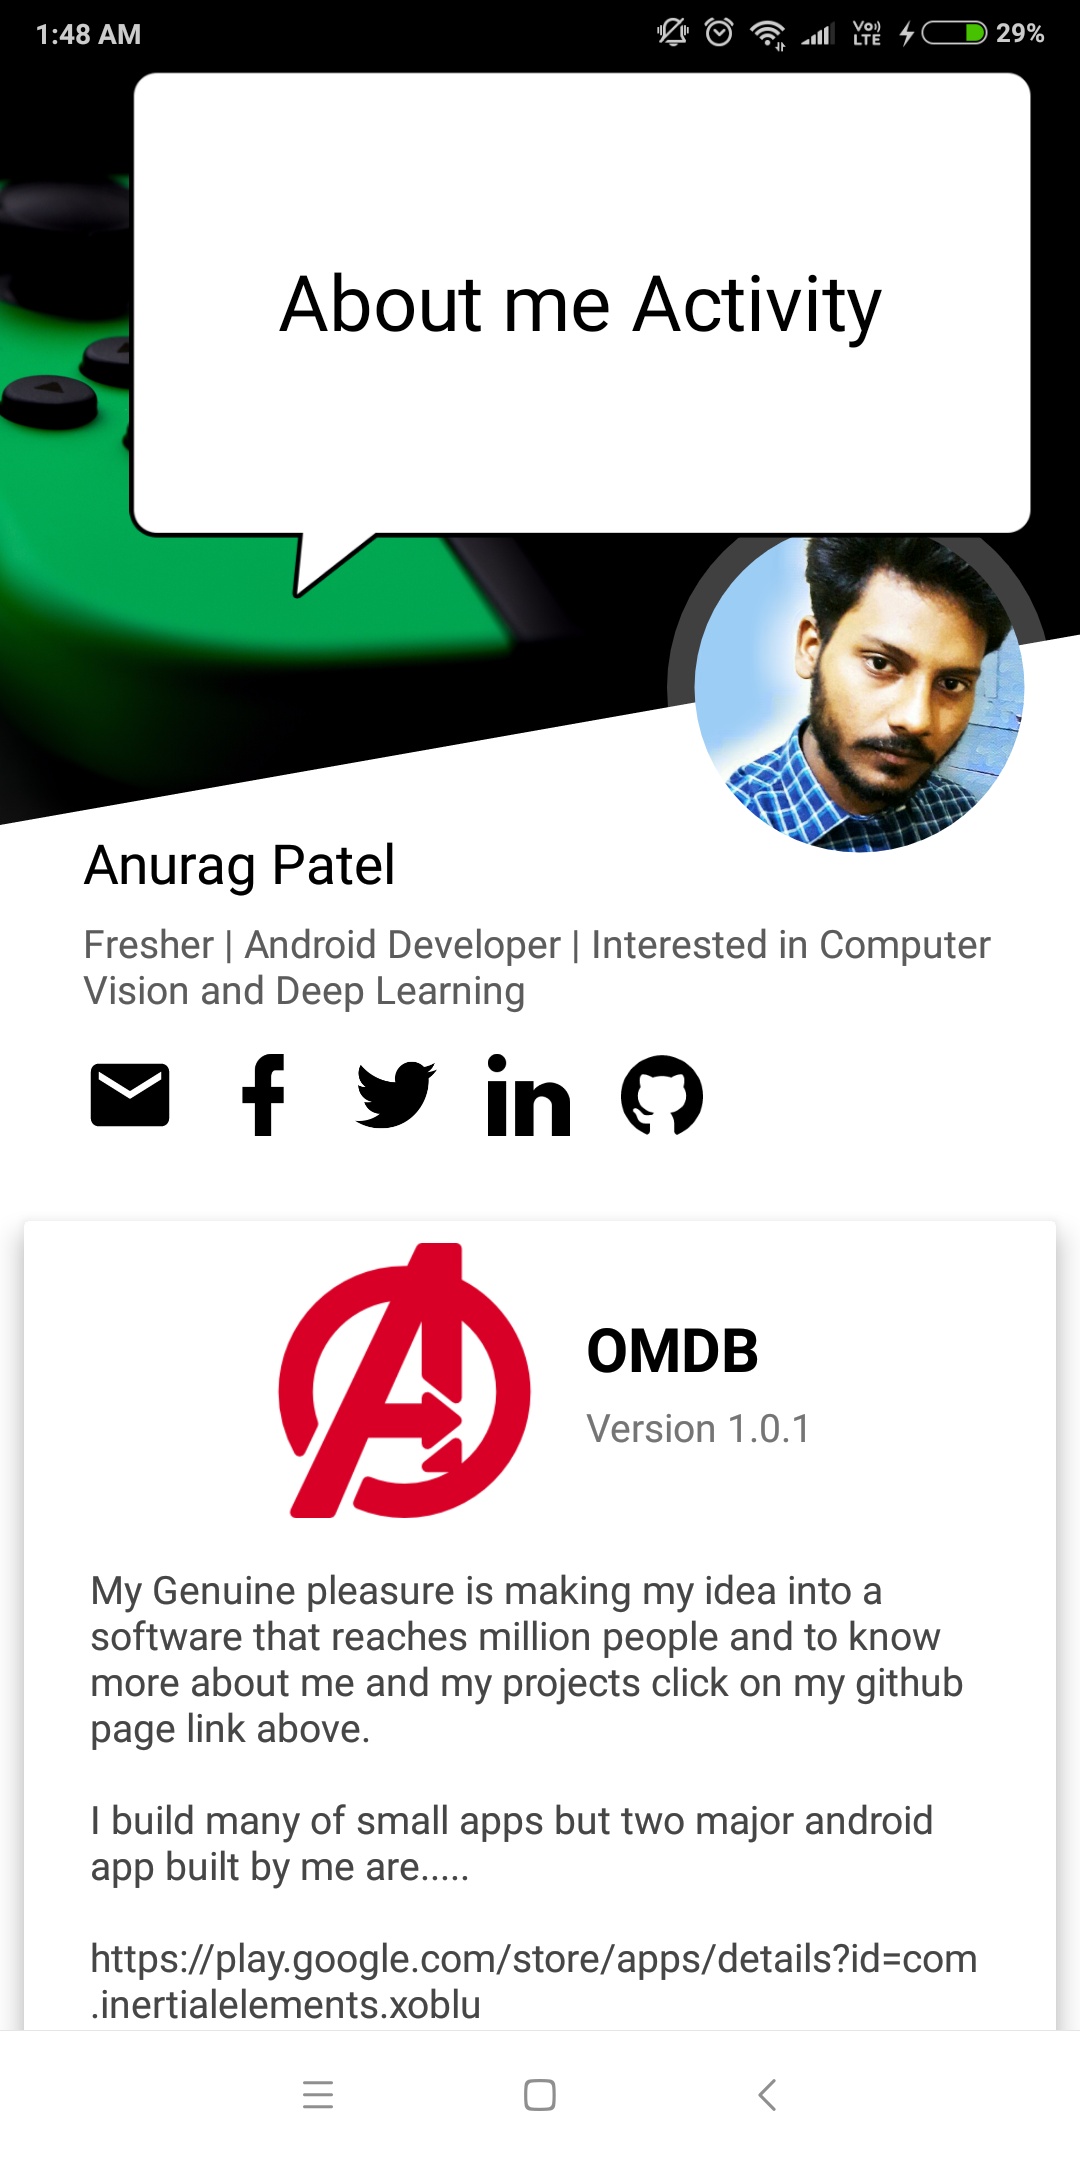 1:48 AM
Vo)) LTE
29%
About me Activity
Anurag Patel
Fresher | Android Developer | Interested in Computer
Vision and Deep Learning
OMDB
Version 1.0.1
My Genuine pleasure is making my idea into a
software that reaches million people and to know
more about me and my projects click on my github
page link above.
I build many of small apps but two major android
app built by me are.....
https://play.google.com/store/apps/details?id=com
.inertialelements.xoblu